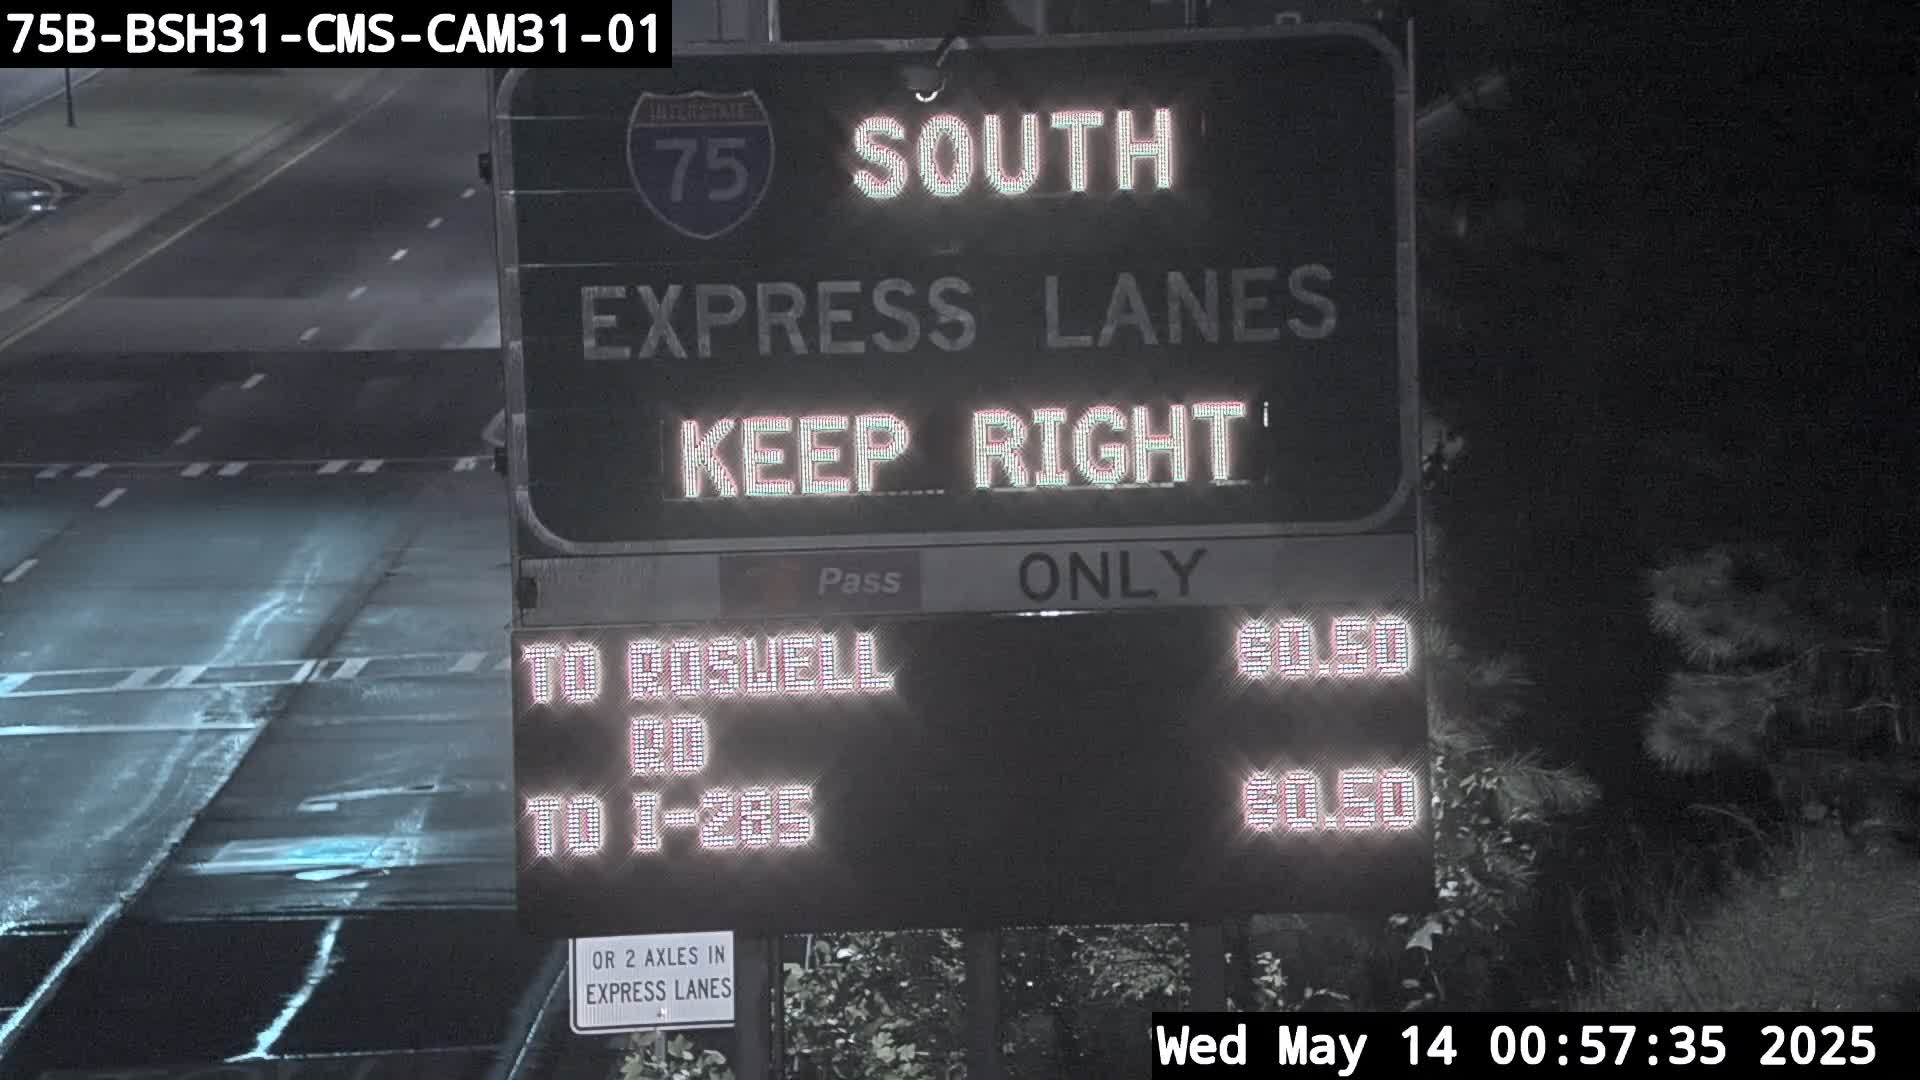 75B-BSH31-CMS-CAM31-01
INTERSTATE
75
SOUTH
EXPRESS LANES
KEEP RIGHT
Pass ONLY
TO ROSWELL $0.50
RD
TO I-285 $0.50
OR 2 AXLES IN
EXPRESS LANES
Wed May 14 00:57:35 2025